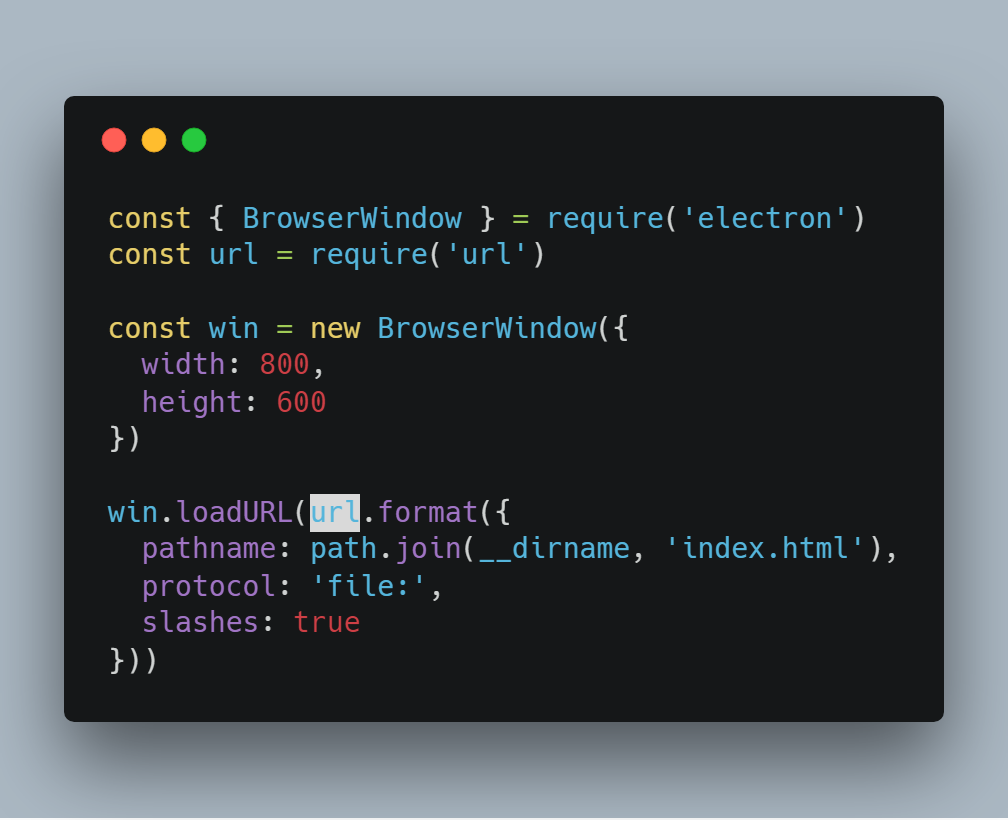 const { BrowserWindow } = require('electron')
const url = require('url')

const win = new BrowserWindow({
  width: 800,
  height: 600
})

win.loadURL(url.format({
  pathname: path.join(__dirname, 'index.html'),
  protocol: 'file:',
  slashes: true
}))